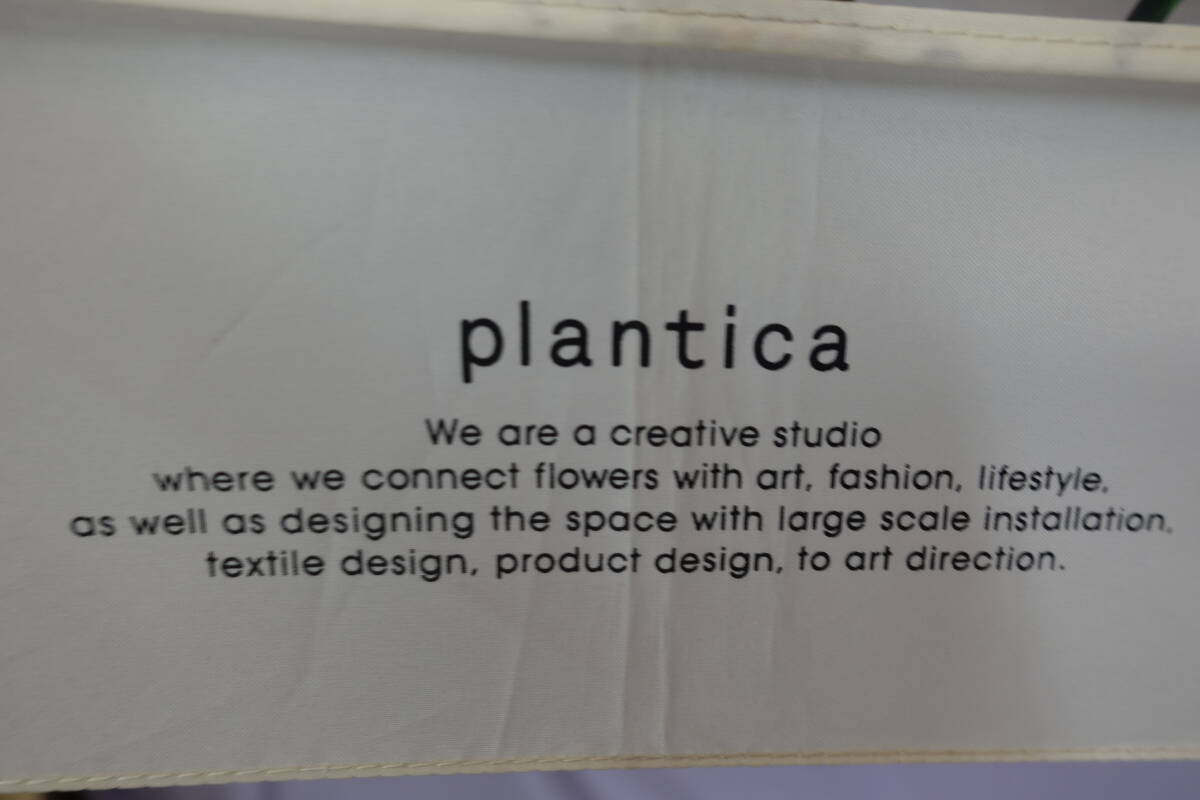 plantica
We are a creative studio
where we connect flowers with art, fashion, lifestyle,
as well as designing the space with large scale installation,
textile design, product design, to art direction.